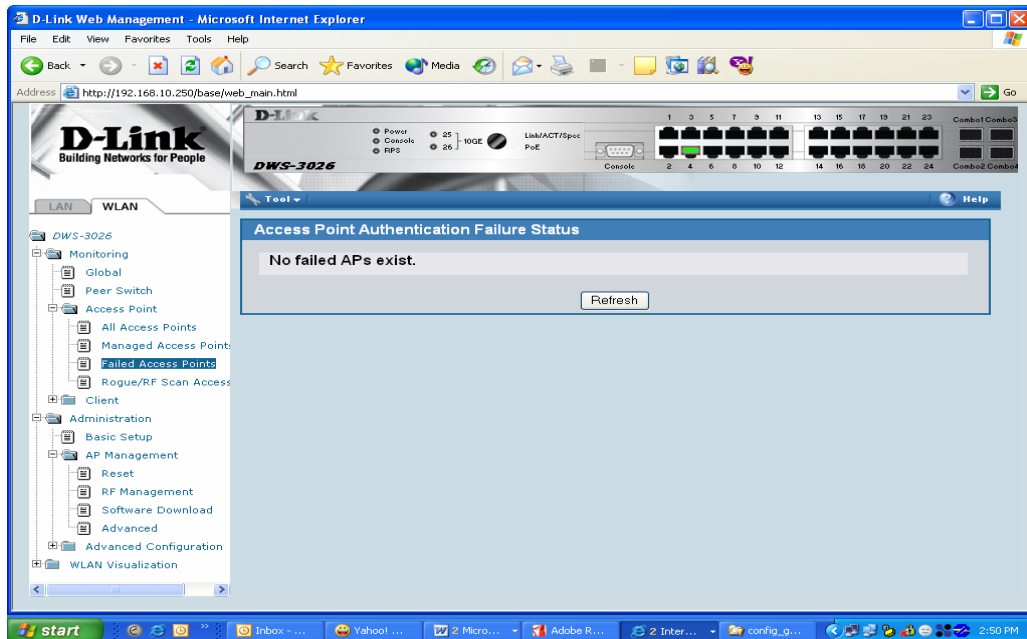 D-Link Web Management - Microsoft Internet Explorer
File Edit View Favorites Tools Help
Back Search Favorites Media
Address http://192.168.10.250/base/web_main.html Go
D-Link
Building Networks for People
D-Link
DWS-3026
Power
Console
RPS
25
26
10GE
Link/ACT/Spec
PoE
Console
1 3 5 7 9 11 13 15 17 19 21 23 Combo1 Combo3
2 4 6 8 10 12 14 16 18 20 22 24 Combo2 Combo4
LAN WLAN
Tool Help
DWS-3026
Monitoring
Global
Peer Switch
Access Point
All Access Points
Managed Access Points
Failed Access Points
Rogue/RF Scan Access
Client
Administration
Basic Setup
AP Management
Reset
RF Management
Software Download
Advanced
Advanced Configuration
WLAN Visualization
Access Point Authentication Failure Status
No failed APs exist.
Refresh
start Inbox - ... Yahoo! ... 2 Micro... Adobe R... 2 Inter... config_g... 2:50 PM